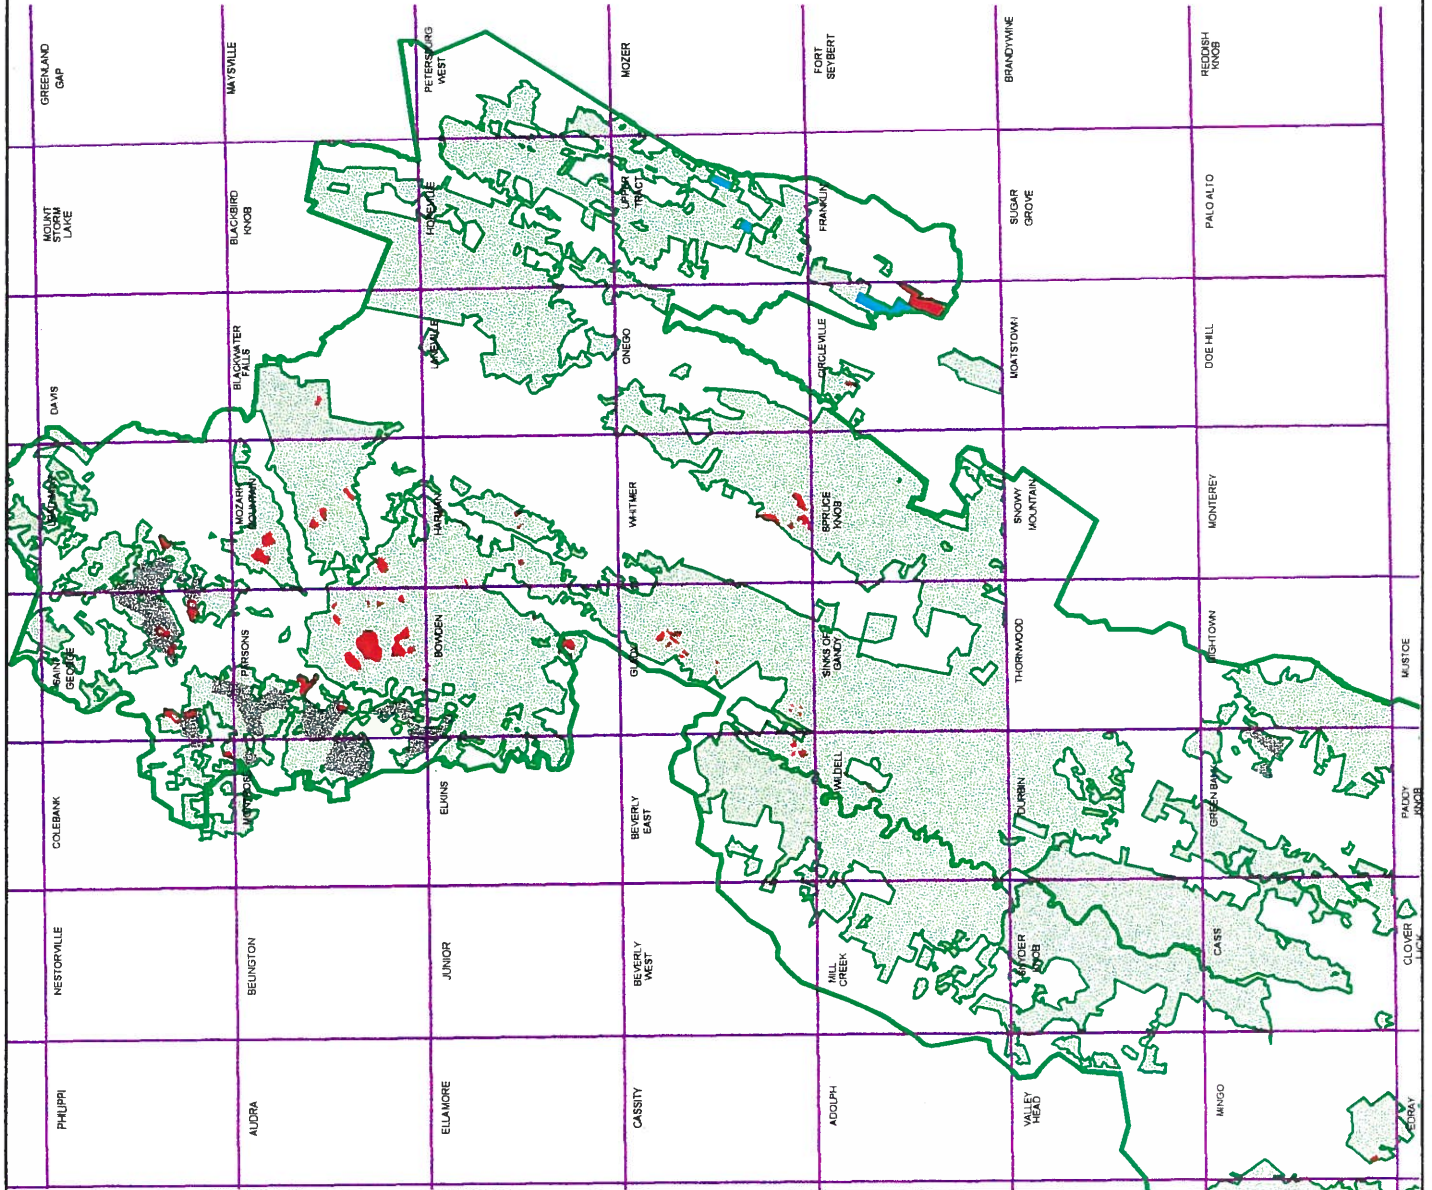 GREENLAND
GAP
MAYSVILLE
PETERSBURG
WEST
MOZER
FORT
SEYBERT
BRANDYWINE
REDDISH
KNOB
MOUNT
STORM
LAKE
BLACKBIRD
KNOB
HOPEVILLE
UPPER
TRACT
FRANKLIN
SUGAR
GROVE
PALO ALTO
DAVIS
BLACKWATER
FALLS
LANEVILLE
ONEGO
CIRCLEVILLE
MOATSTOWN
DOE HILL
MOZARK
MOUNTAIN
HARMAN
WHITMER
SPRUCE
KNOB
SNOWY
MOUNTAIN
MONTEREY
SAINT
GEORGE
PARSONS
BOWDEN
GLADY
SINKS OF
GANDY
THORNWOOD
HIGHTOWN
MUSTOE
COLEBANK
MONTROSE
ELKINS
BEVERLY
EAST
WILDELL
DURBIN
GREEN BANK
PADDY
KNOB
NESTORVILLE
BELINGTON
JUNIOR
BEVERLY
WEST
MILL
CREEK
SNYDER
KNOB
CASS
CLOVER
LICK
PHILIPPI
AUDRA
ELLAMORE
CASSITY
ADOLPH
VALLEY
HEAD
MINGO
EDRAY